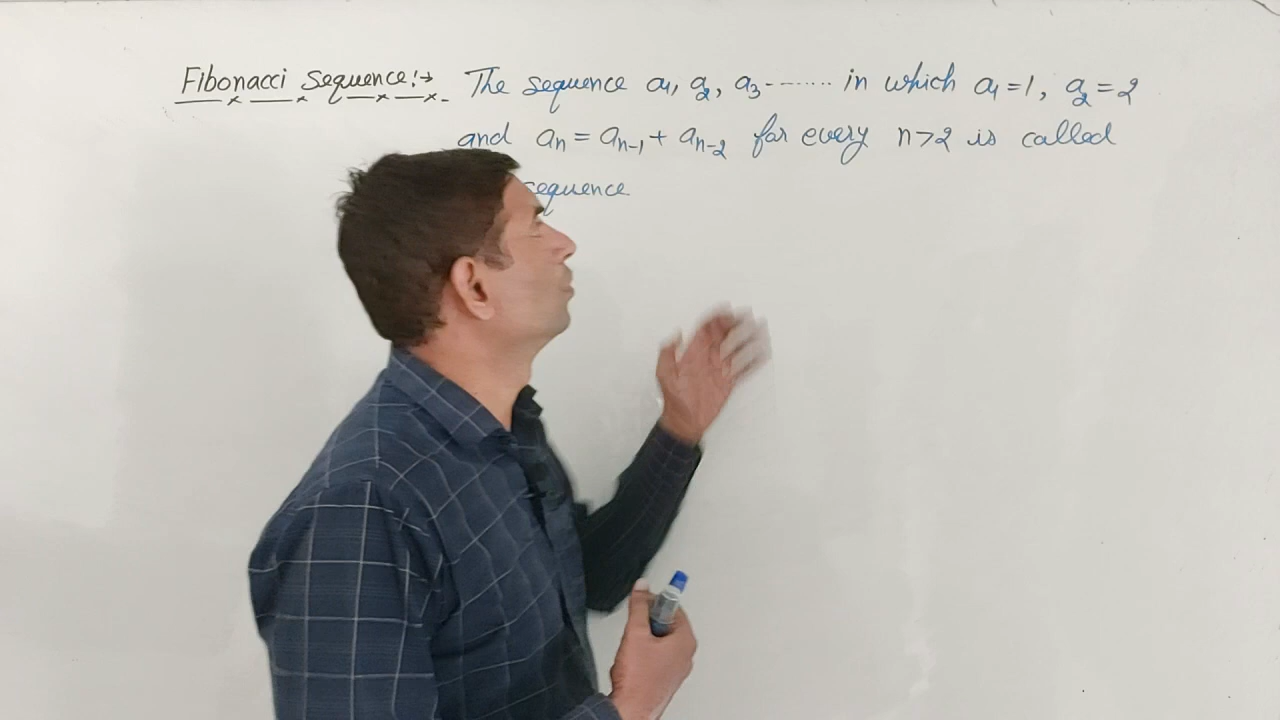 Fibonacci Sequence:→ The sequence a₁, a₂, a₃ -------- in which a₁=1, a₂=2
and aₙ = aₙ₋₁ + aₙ₋₂ for every n>2 is called
sequence